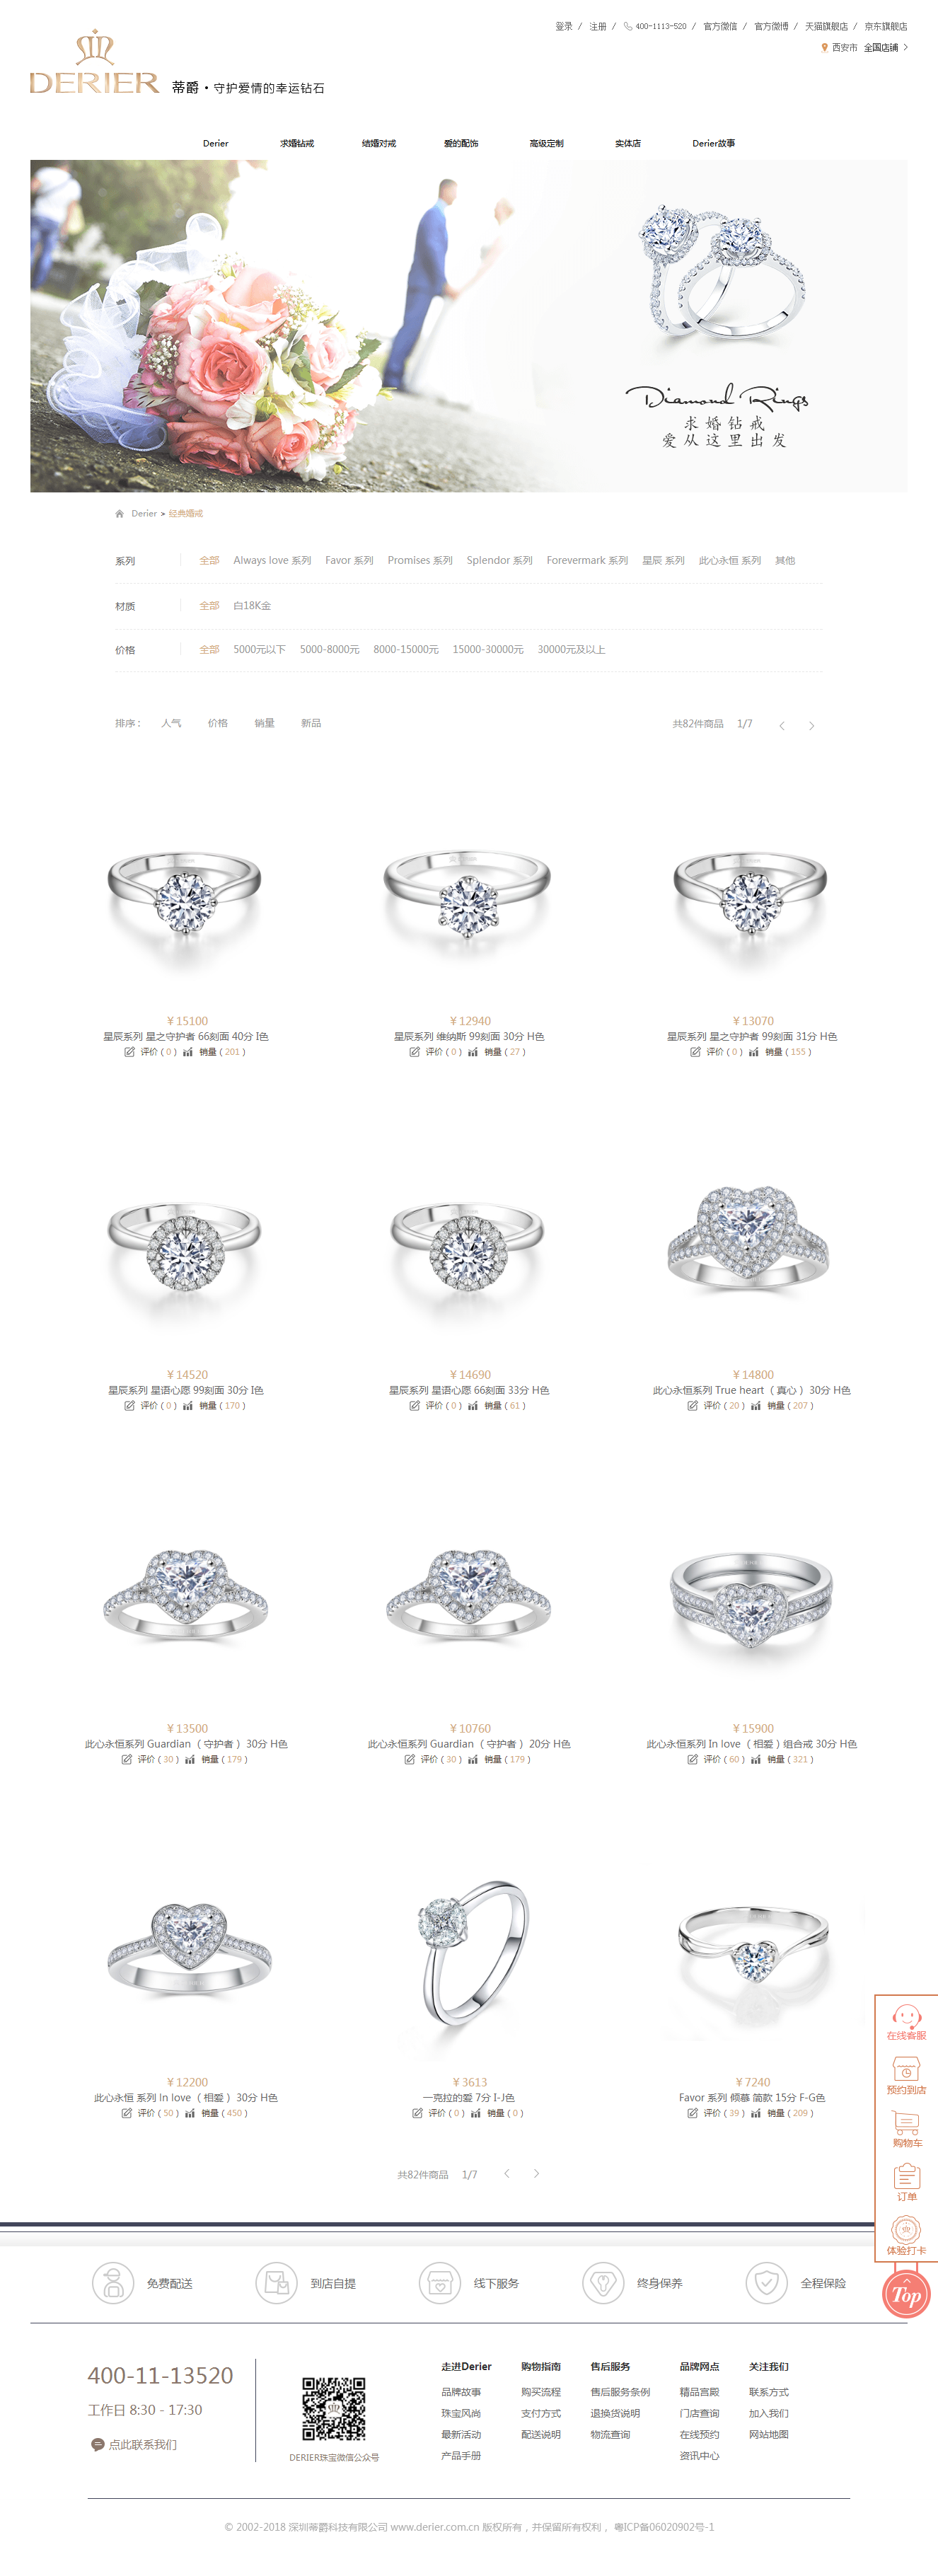 登录 / 注册 / 400-1113-520 / 官方微信 / 官方微博 / 天猫旗舰店 / 京东旗舰店
西安市 全国店铺 >
DERIER 蒂爵·守护爱情的幸运钻石
Derier 求婚钻戒 结婚对戒 爱的配饰 高级定制 实体店 Derier故事
Diamond Rings
求婚钻戒
爱从这里出发
Derier > 经典婚戒
系列 全部 Always love 系列 Favor 系列 Promises 系列 Splendor 系列 Forevermark 系列 星辰 系列 此心永恒 系列 其他
材质 全部 白18K金
价格 全部 5000元以下 5000-8000元 8000-15000元 15000-30000元 30000元及以上
排序： 人气 价格 销量 新品 共82件商品 1/7 < >
￥15100 ￥12940 ￥13070
星辰系列 星之守护者 66刻面 40分 I色 星辰系列 维纳斯 99刻面 30分 H色 星辰系列 星之守护者 99刻面 31分 H色
评价（0） 销量（201） 评价（0） 销量（27） 评价（0） 销量（155）
￥14520 ￥14690 ￥14800
星辰系列 星语心愿 99刻面 30分 I色 星辰系列 星语心愿 66刻面 33分 H色 此心永恒系列 True heart （真心） 30分 H色
评价（0） 销量（170） 评价（0） 销量（61） 评价（20） 销量（207）
￥13500 ￥10760 ￥15900
此心永恒系列 Guardian （守护者） 30分 H色 此心永恒系列 Guardian （守护者） 20分 H色 此心永恒系列 In love （相爱）组合戒 30分 H色
评价（30） 销量（179） 评价（30） 销量（179） 评价（60） 销量（321）
￥12200 ￥3613 ￥7240
此心永恒 系列 In love （相爱） 30分 H色 一克拉的爱 7分 I-J色 Favor 系列 倾慕 简款 15分 F-G色
评价（50） 销量（450） 评价（0） 销量（0） 评价（39） 销量（209）
在线客服
预约到店
购物车
订单
体验打卡
Top
共82件商品 1/7 < >
免费配送 到店自提 线下服务 终身保养 全程保险
400-11-13520
工作日 8:30 - 17:30
点此联系我们
DERIER珠宝微信公众号
走进Derier 购物指南 售后服务 品牌网点 关注我们
品牌故事 购买流程 售后服务条例 精品宫殿 联系方式
珠宝风尚 支付方式 退换货说明 门店查询 加入我们
最新活动 配送说明 物流查询 在线预约 网站地图
产品手册 资讯中心
© 2002-2018 深圳蒂爵科技有限公司 www.derier.com.cn 版权所有，并保留所有权利， 粤ICP备06020902号-1